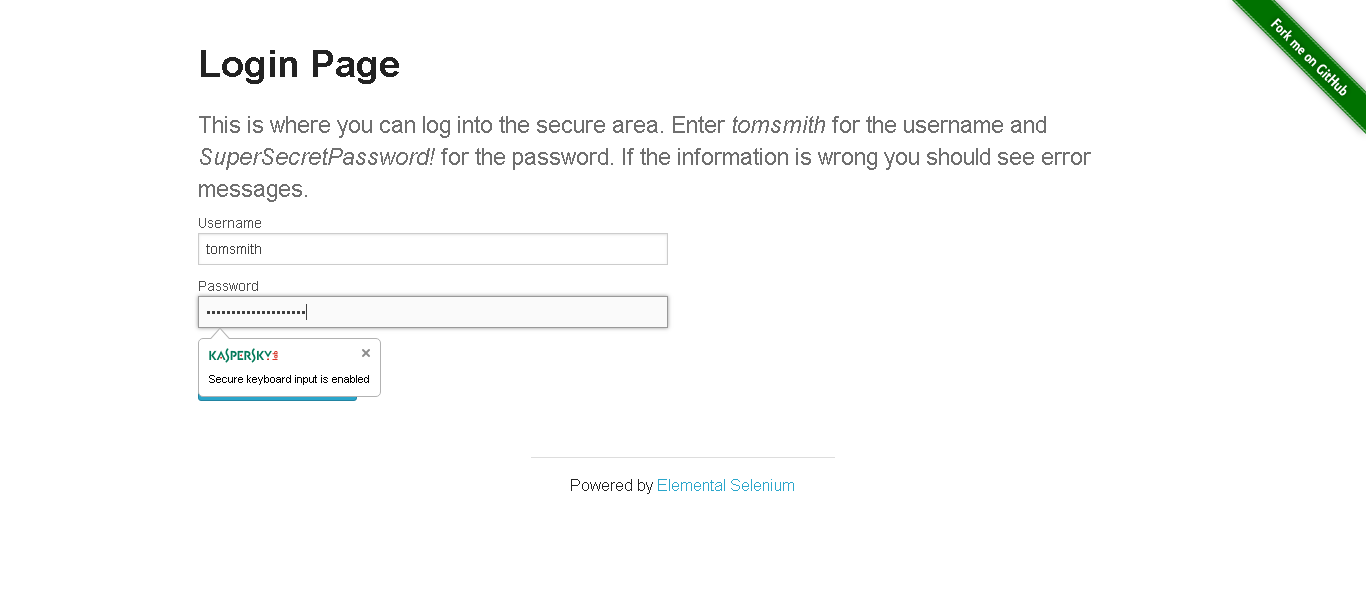 Fork me on GitHub
Login Page
This is where you can log into the secure area. Enter tomsmith for the username and
SuperSecretPassword! for the password. If the information is wrong you should see error
messages.
Username
tomsmith
Password
••••••••••••••••••••
KASPERSKY
Secure keyboard input is enabled
Powered by Elemental Selenium